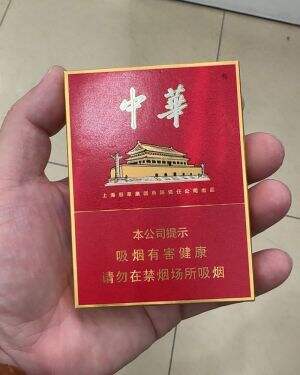 中華
上海烟草集团有限责任公司出品
本公司提示
吸烟有害健康
请勿在禁烟场所吸烟